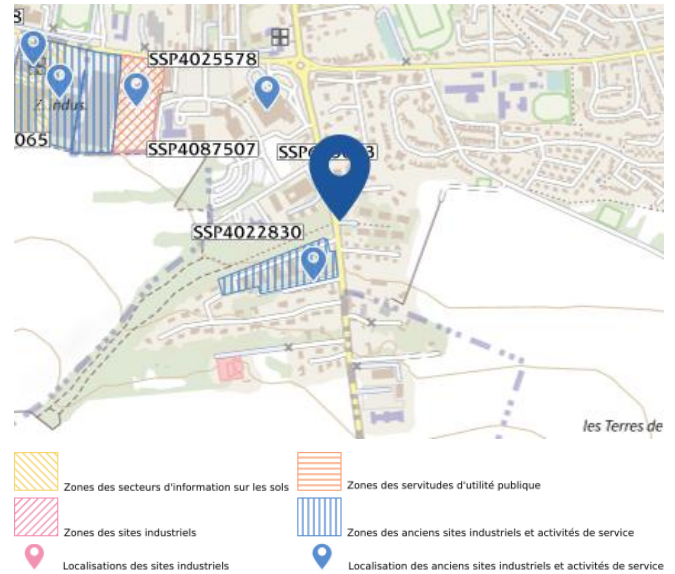 8
SSP4025578
Indus.
065
SSP4087507
SSP4022830
les Terres de
Zones des secteurs d'information sur les sols
Zones des servitudes d'utilité publique
Zones des sites industriels
Zones des anciens sites industriels et activités de service
Localisations des sites industriels
Localisation des anciens sites industriels et activités de service